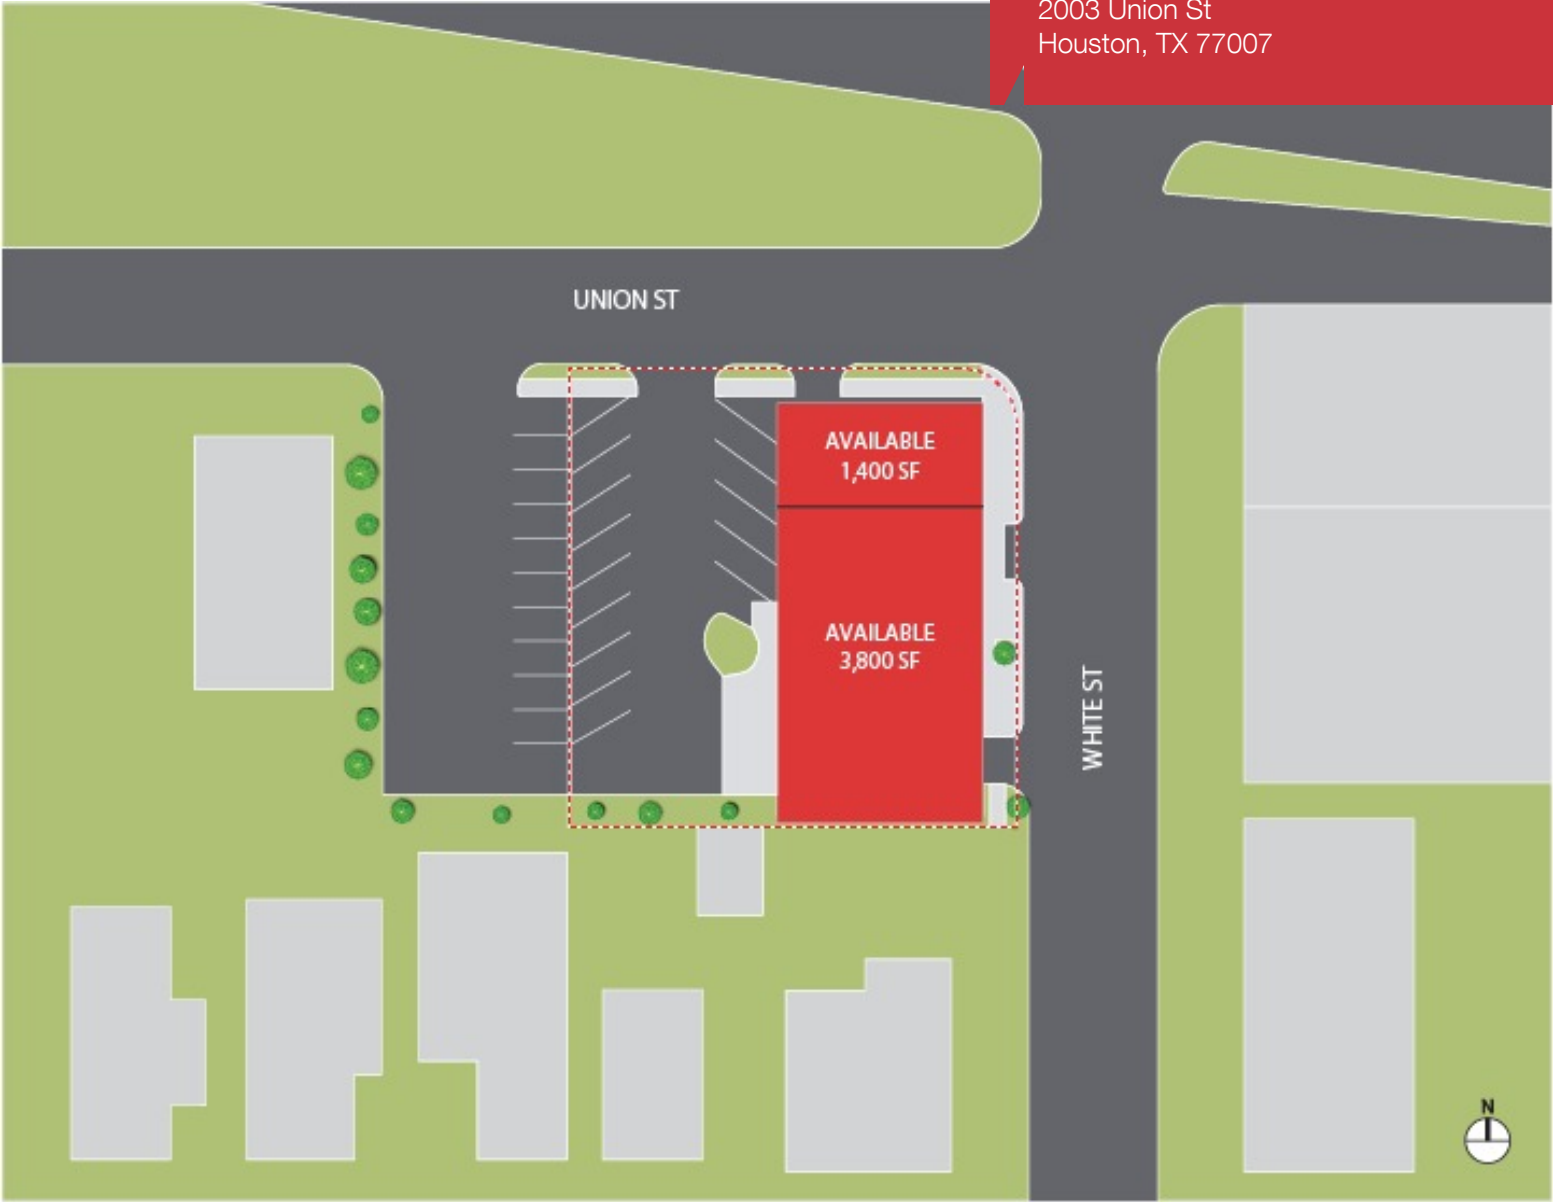 2003 Union St
Houston, TX 77007
UNION ST
AVAILABLE
1,400 SF
AVAILABLE
3,800 SF
WHITE ST
N